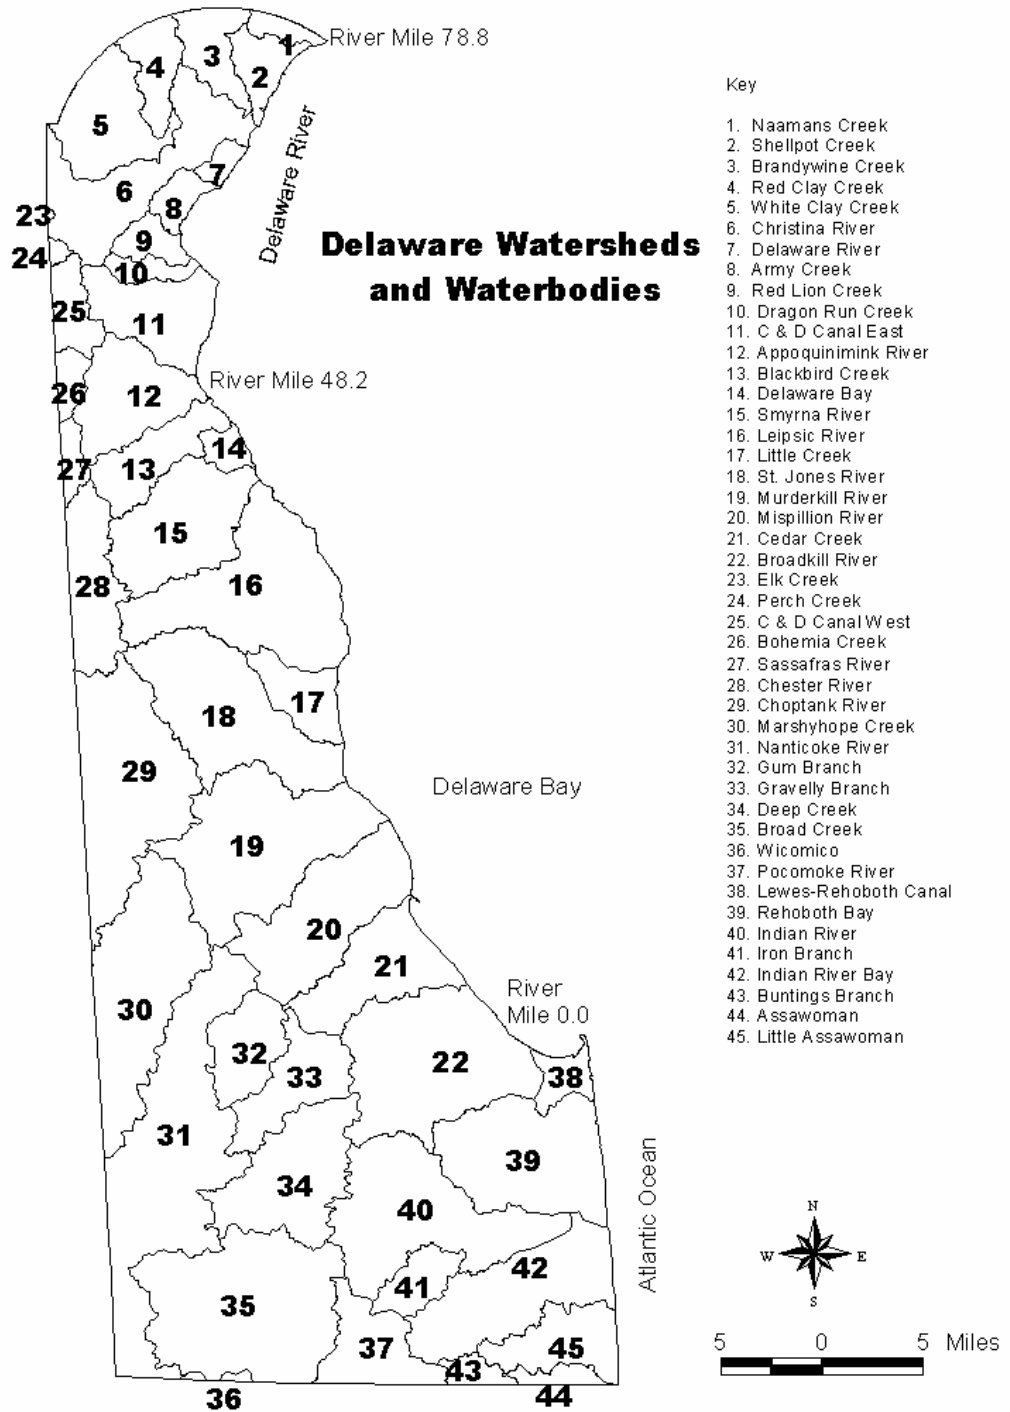 River Mile 78.8
1
2
3
4
5
6
7
8
9
10
11
12
13
14
15
16
17
18
19
20
21
22
23
24
25
26
27
28
29
30
31
32
33
34
35
36
37
38
39
40
41
42
43
44
45
Delaware River
Delaware Watersheds
and Waterbodies
River Mile 48.2
Delaware Bay
River
Mile 0.0
Atlantic Ocean
Key
1. Naamans Creek
2. Shellpot Creek
3. Brandywine Creek
4. Red Clay Creek
5. White Clay Creek
6. Christina River
7. Delaware River
8. Army Creek
9. Red Lion Creek
10. Dragon Run Creek
11. C & D Canal East
12. Appoquinimink River
13. Blackbird Creek
14. Delaware Bay
15. Smyrna River
16. Leipsic River
17. Little Creek
18. St. Jones River
19. Murderkill River
20. Mispillion River
21. Cedar Creek
22. Broadkill River
23. Elk Creek
24. Perch Creek
25. C & D Canal West
26. Bohemia Creek
27. Sassafras River
28. Chester River
29. Choptank River
30. Marshyhope Creek
31. Nanticoke River
32. Gum Branch
33. Gravelly Branch
34. Deep Creek
35. Broad Creek
36. Wicomico
37. Pocomoke River
38. Lewes-Rehoboth Canal
39. Rehoboth Bay
40. Indian River
41. Iron Branch
42. Indian River Bay
43. Buntings Branch
44. Assawoman
45. Little Assawoman
N
W E
S
5 0 5 Miles